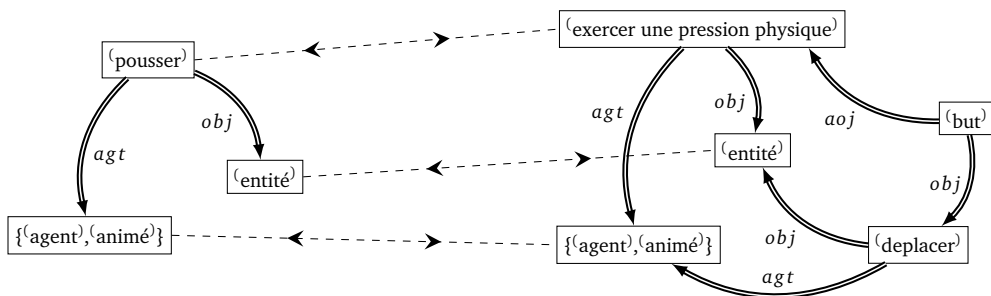 (exercer une pression physique)
(pousser)
agt
obj
agt
obj
aoj
(but)
(entité)
(entité)
obj
{(agent),(animé)}
{(agent),(animé)}
obj
(deplacer)
agt